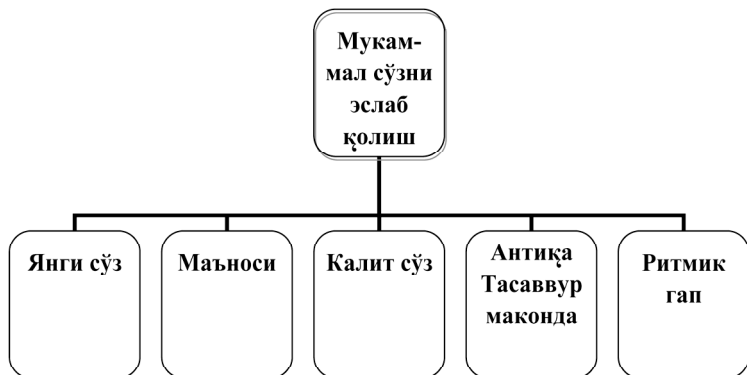 Мукам-
мал сўзни
эслаб
қолиш
Янги сўз
Маъноси
Калит сўз
Антиқа
Тасаввур
маконда
Ритмик
гап